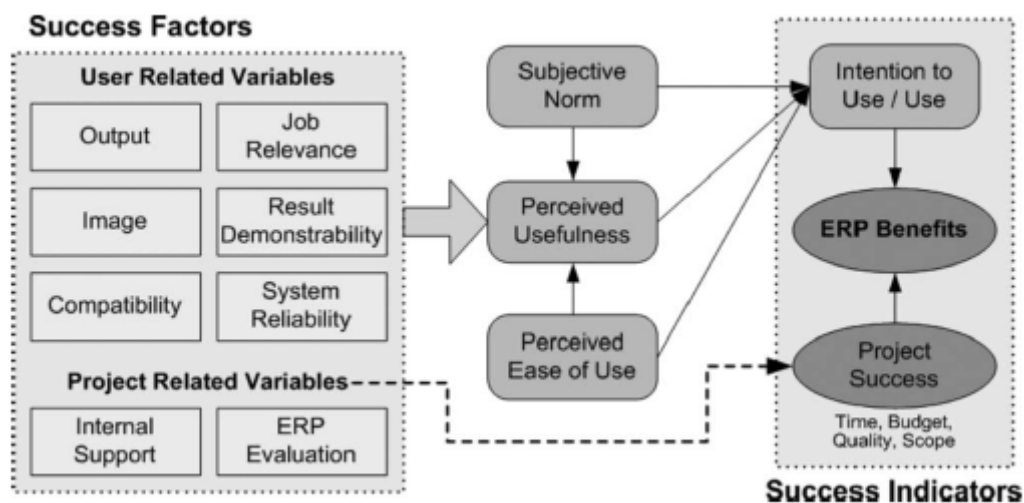 Success Factors
User Related Variables
Output
Job
Relevance
Image
Result
Demonstrability
Compatibility
System
Reliability
Project Related Variables
Internal
Support
ERP
Evaluation
Subjective
Norm
Perceived
Usefulness
Perceived
Ease of Use
Intention to
Use / Use
ERP Benefits
Project
Success
Time, Budget,
Quality, Scope
Success Indicators